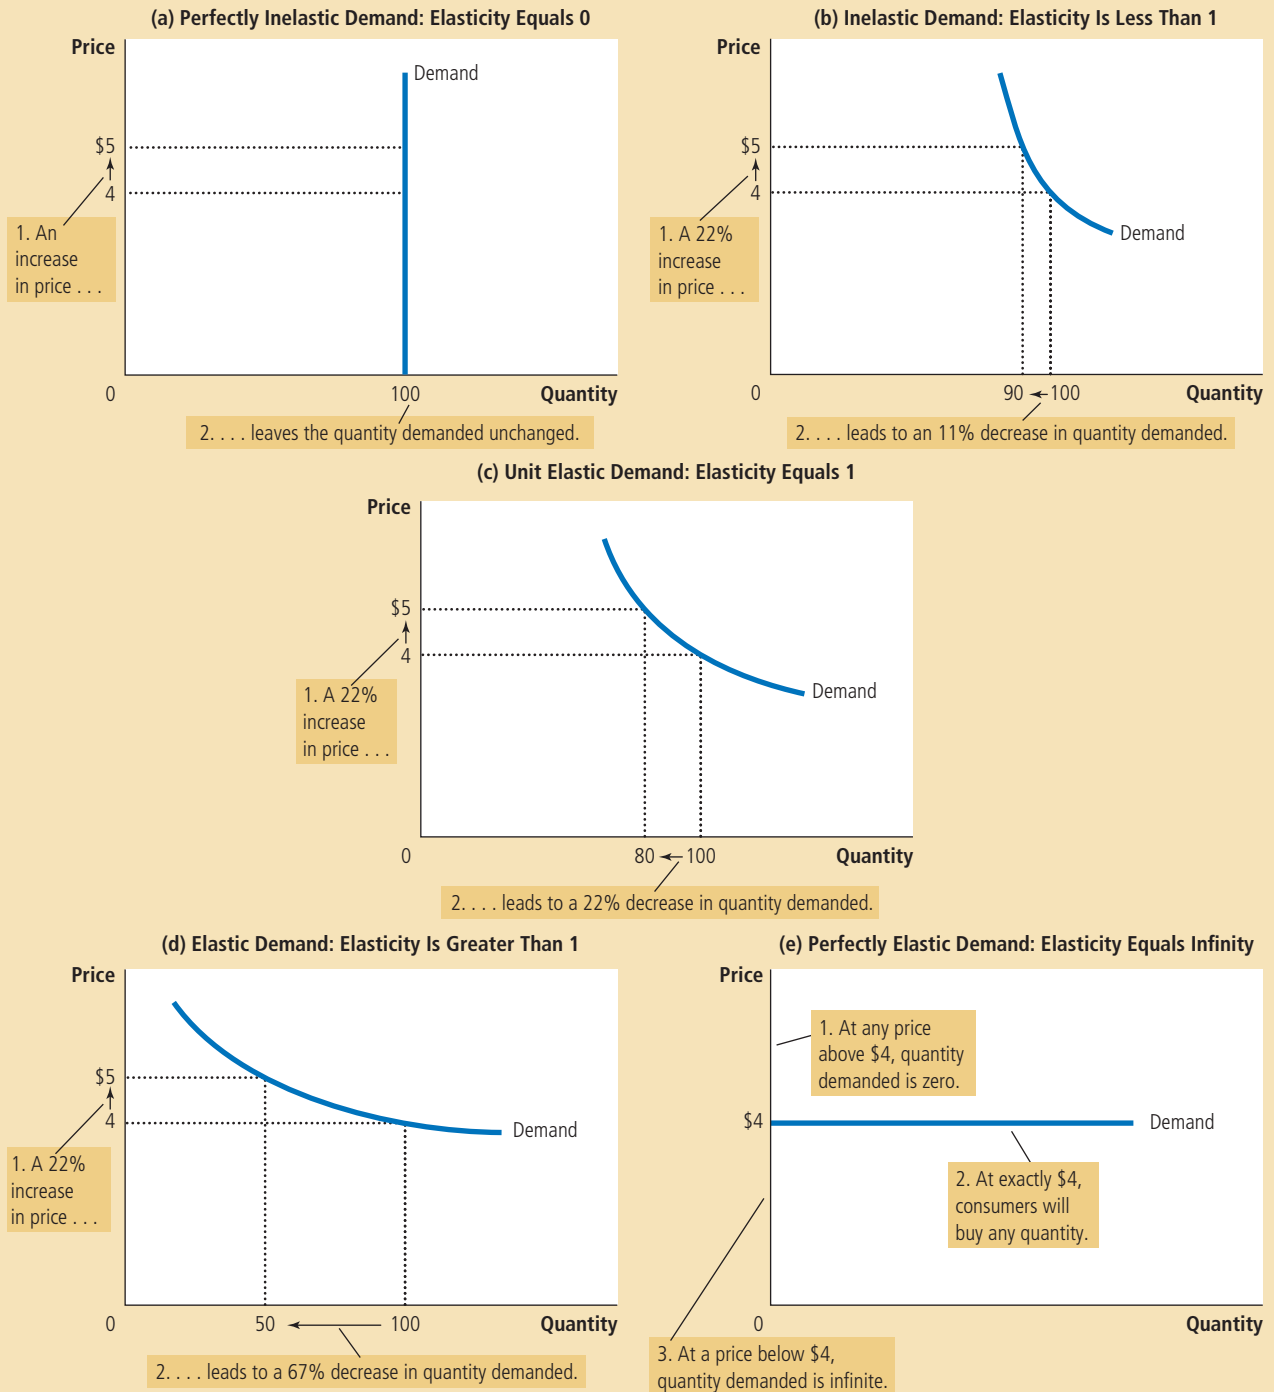 (a) Perfectly Inelastic Demand: Elasticity Equals 0
Price
Demand
$5
4
1. An
increase
in price . . .
0
100
Quantity
2. . . . leaves the quantity demanded unchanged.
(b) Inelastic Demand: Elasticity Is Less Than 1
Price
$5
4
Demand
1. A 22%
increase
in price . . .
0
90
100
Quantity
2. . . . leads to an 11% decrease in quantity demanded.
(c) Unit Elastic Demand: Elasticity Equals 1
Price
$5
4
Demand
1. A 22%
increase
in price . . .
0
80
100
Quantity
2. . . . leads to a 22% decrease in quantity demanded.
(d) Elastic Demand: Elasticity Is Greater Than 1
Price
$5
4
Demand
1. A 22%
increase
in price . . .
0
50
100
Quantity
2. . . . leads to a 67% decrease in quantity demanded.
(e) Perfectly Elastic Demand: Elasticity Equals Infinity
Price
1. At any price
above $4, quantity
demanded is zero.
$4
Demand
2. At exactly $4,
consumers will
buy any quantity.
0
Quantity
3. At a price below $4,
quantity demanded is infinite.